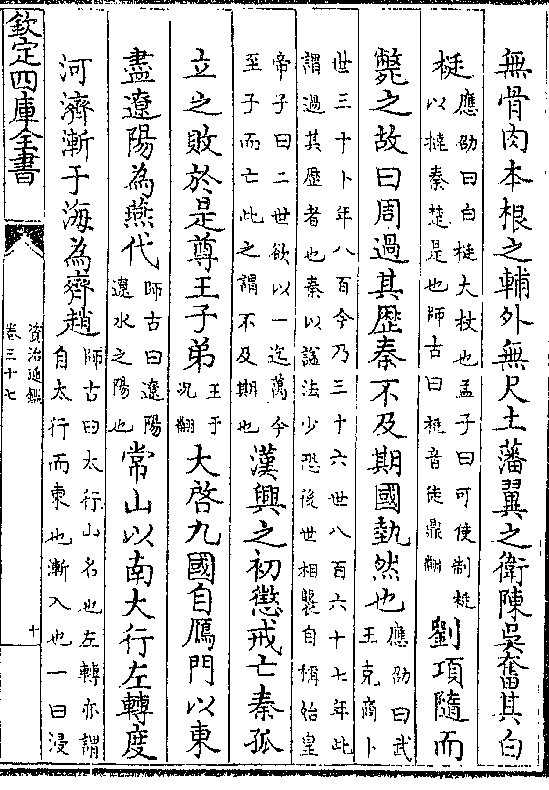 無骨肉本根之輔外無尺土藩翼之衛陳吳奮其白
梃應劭曰白梃大杖也孟子曰可使制梃以撻秦楚是也師古曰梃音徒鼎翻劉項隨而
斃之故曰周過其歴秦不及期國埶然也應劭曰武王克商卜
世三十卜年八百今乃三十六世八百六十七年此謂過其歴者也秦以諡法少恐後世相襲自稱始皇
帝子曰二世欲以一迄萬今至子而亡此之謂不及期也漢興之初懲戒亡秦孤
立之敗於是尊王子弟王于况翻大啓九國自鴈門以東
盡遼陽為燕代師古曰遼陽遼水之陽也常山以南大行左轉度
河濟漸于海為齊趙師古曰太行山名也左轉亦謂自太行而東也漸入也一曰浸
欽定四庫全書
資治通鑑
卷三十七
十